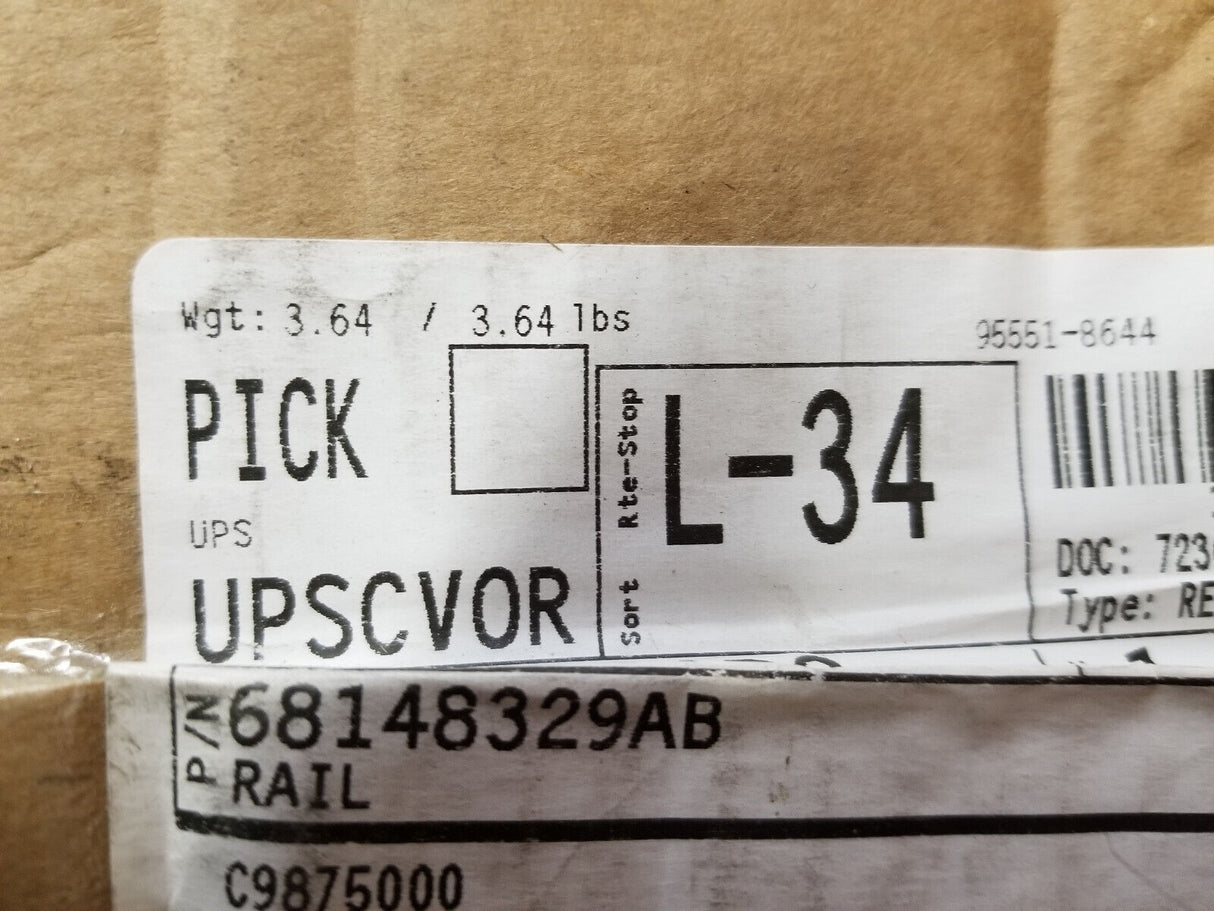 Wgt: 3.64 / 3.64 lbs
95551-8644
PICK
UPS
UPSCVOR
Sort Rte-Stop
L-34
DOC: 723
Type: RE
P/N
68148329AB
RAIL
C9875000